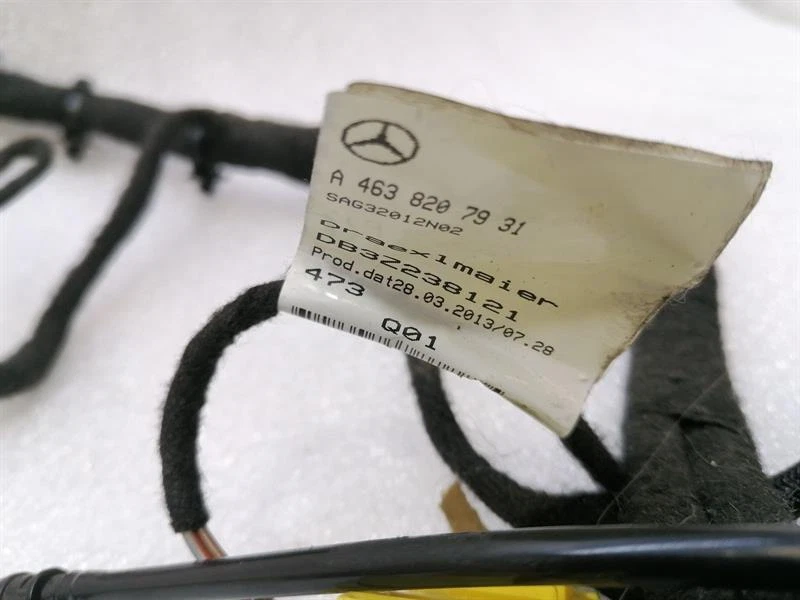 A 463 820 79 31
SAG32012N02
Draexlmaier
DB3Z238121
Prod.dat28.03.2013/07.28
473 Q01